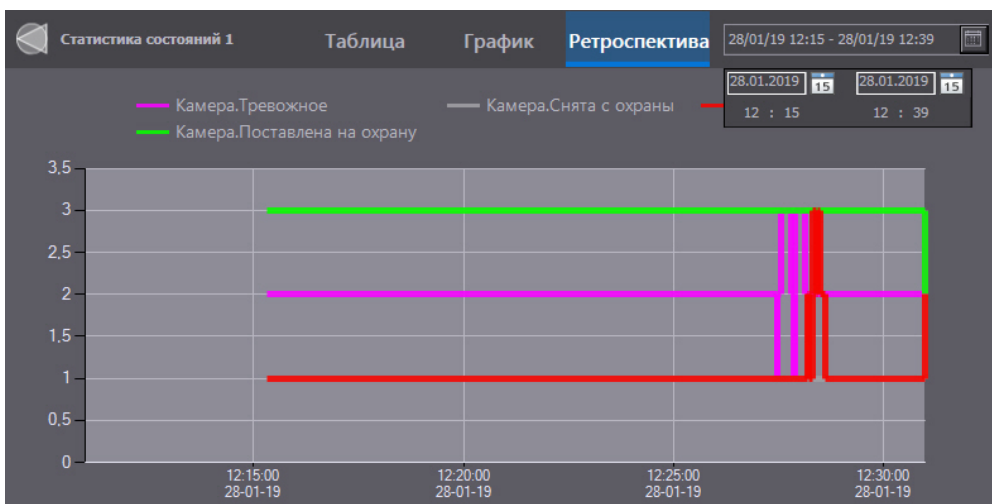 Статистика состояний 1
Таблица
График
Ретроспектива
28/01/19 12:15 - 28/01/19 12:39
28.01.2019 15 28.01.2019 15
12 : 15 12 : 39
Камера.Тревожное
Камера.Снята с охраны
Камера.Поставлена на охрану
3,5
3
2,5
2
1,5
1
0,5
0
12:15:00 12:20:00 12:25:00 12:30:00
28-01-19 28-01-19 28-01-19 28-01-19